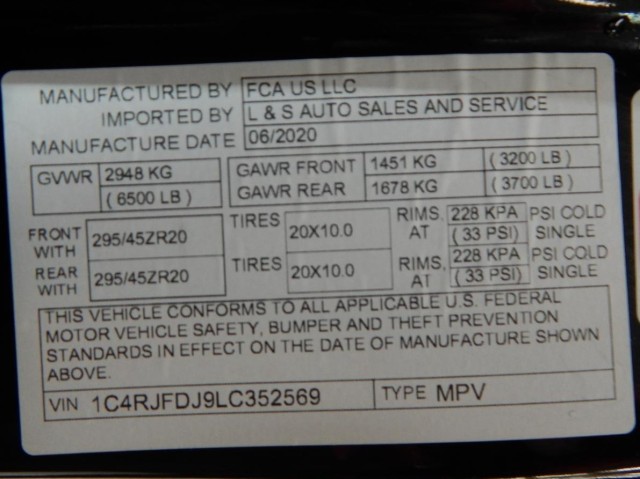 MANUFACTURED BY FCA US LLC
IMPORTED BY L & S AUTO SALES AND SERVICE
MANUFACTURE DATE 06/2020
GVWR 2948 KG GAWR FRONT 1451 KG ( 3200 LB )
( 6500 LB ) GAWR REAR 1678 KG ( 3700 LB )
FRONT WITH 295/45ZR20 TIRES 20X10.0 RIMS. AT 228 KPA ( 33 PSI) PSI COLD SINGLE
REAR WITH 295/45ZR20 TIRES 20X10.0 RIMS, AT 228 KPA ( 33 PSI) PSI COLD SINGLE
THIS VEHICLE CONFORMS TO ALL APPLICABLE U.S. FEDERAL
MOTOR VEHICLE SAFETY, BUMPER AND THEFT PREVENTION
STANDARDS IN EFFECT ON THE DATE OF MANUFACTURE SHOWN
ABOVE.
VIN 1C4RJFDJ9LC352569 TYPE MPV